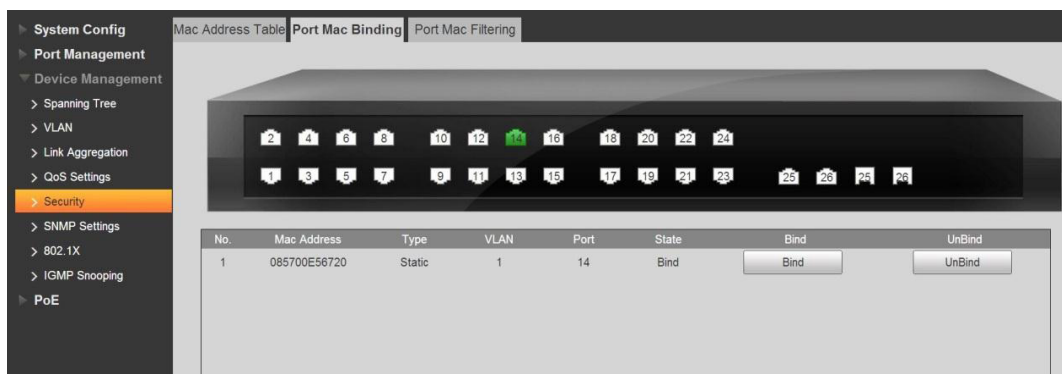 System Config
Port Management
Device Management
> Spanning Tree
> VLAN
> Link Aggregation
> QoS Settings
> Security
> SNMP Settings
> 802.1X
> IGMP Snooping
PoE
Mac Address Table Port Mac Binding Port Mac Filtering
2 4 6 8 10 12 14 16 18 20 22 24
1 3 5 7 9 11 13 15 17 19 21 23 25 26 25 26
No. Mac Address Type VLAN Port State Bind UnBind
1 085700E56720 Static 1 14 Bind Bind UnBind